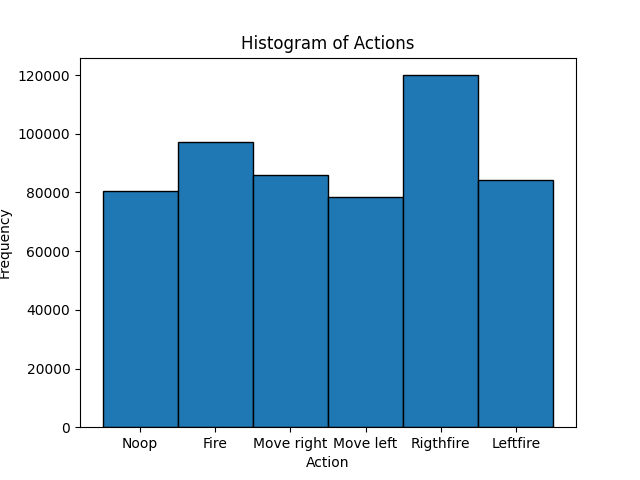 Histogram of Actions
120000
100000
80000
60000
40000
20000
0
Frequency
Noop Fire Move right Move left Rigthfire Leftfire
Action